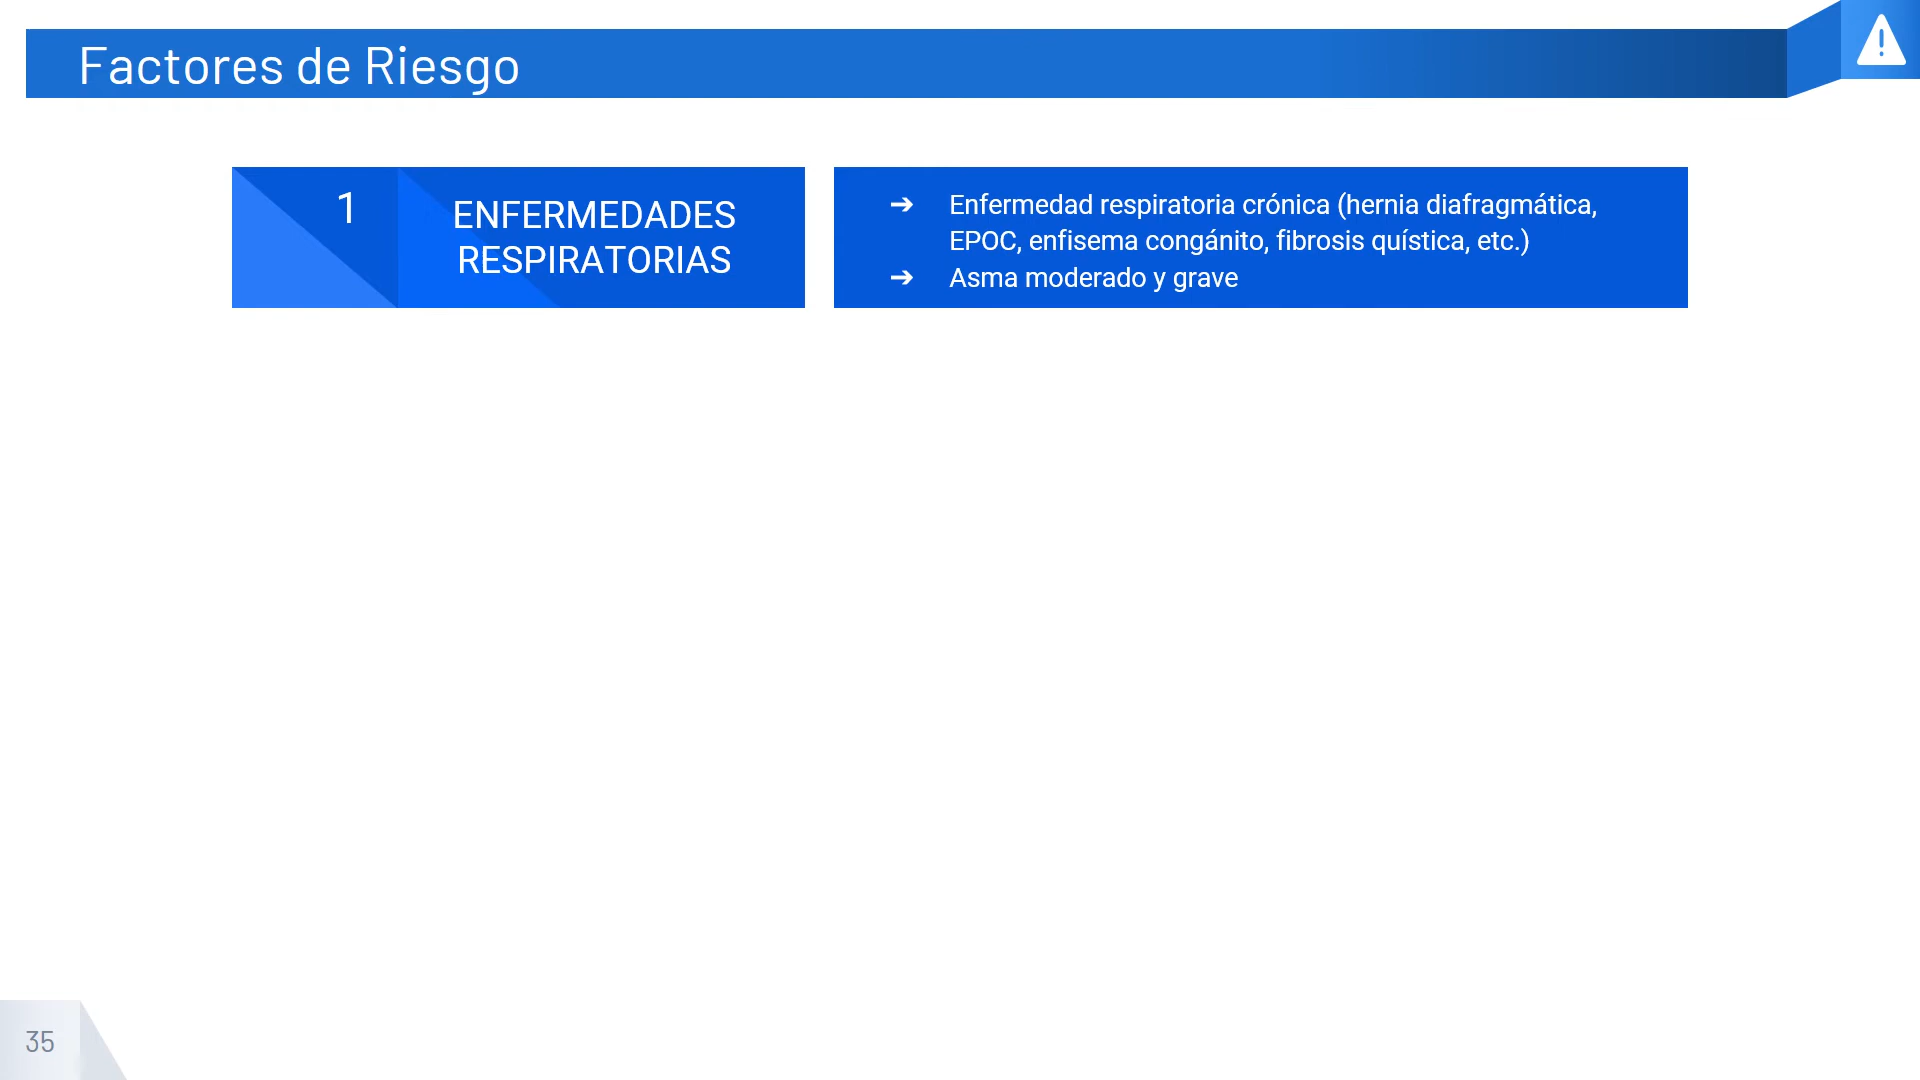 Factores de Riesgo
1
ENFERMEDADES
RESPIRATORIAS
➔ Enfermedad respiratoria crónica (hernia diafragmática,
EPOC, enfisema congánito, fibrosis quística, etc.)
➔ Asma moderado y grave
35